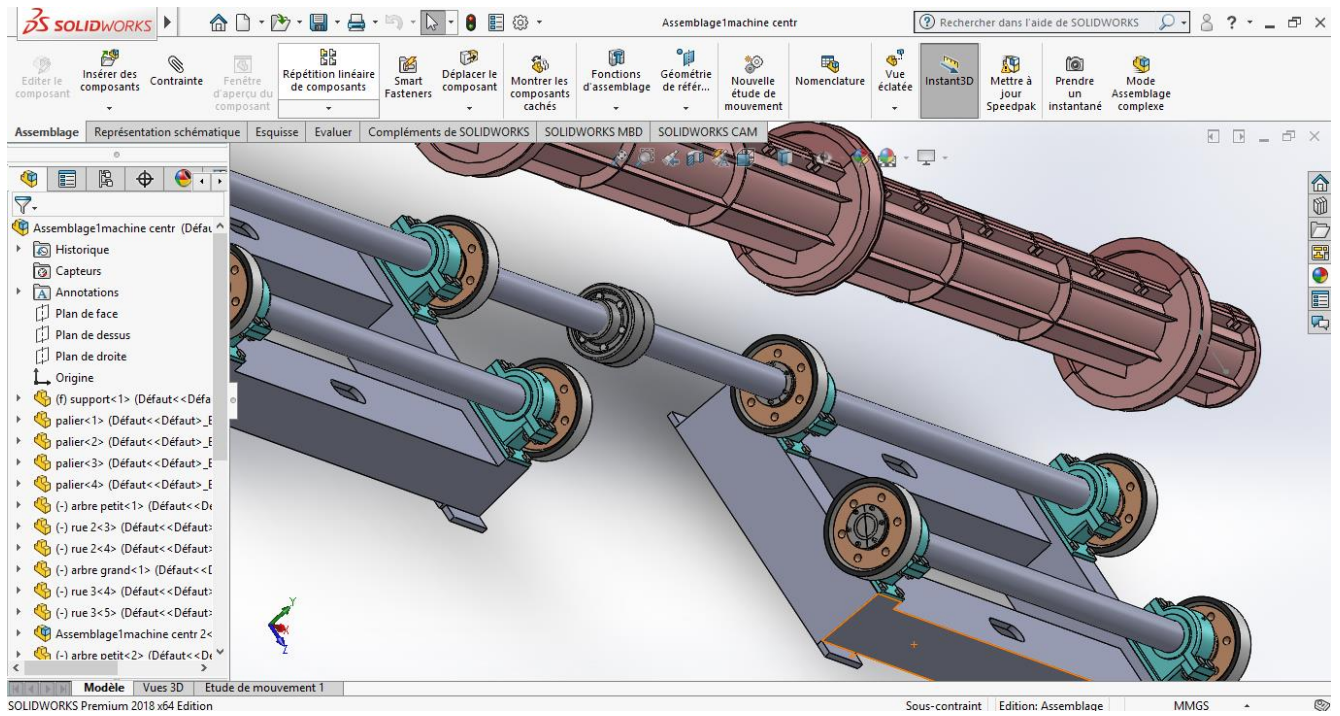 SOLIDWORKS
Assemblage1machine centr
Rechercher dans l'aide de SOLIDWORKS
Editer le composant
Insérer des composants
Contrainte
Fenêtre d'aperçu du composant
Répétition linéaire de composants
Smart Fasteners
Déplacer le composant
Montrer les composants cachés
Fonctions d'assemblage
Géométrie de référ...
Nouvelle étude de mouvement
Nomenclature
Vue éclatée
Instant3D
Mettre à jour Speedpak
Prendre un instantané
Mode Assemblage complexe
Assemblage
Représentation schématique
Esquisse
Evaluer
Compléments de SOLIDWORKS
SOLIDWORKS MBD
SOLIDWORKS CAM
Assemblage1machine centr (Défau
Historique
Capteurs
Annotations
Plan de face
Plan de dessus
Plan de droite
Origine
(f) support<1> (Défaut<<Défa
palier<1> (Défaut<<Défaut>_E
palier<2> (Défaut<<Défaut>_E
palier<3> (Défaut<<Défaut>_E
palier<4> (Défaut<<Défaut>_E
(-) arbre petit<1> (Défaut<<De
(-) rue 2<3> (Défaut<<Défaut>
(-) rue 2<4> (Défaut<<Défaut>
(-) arbre grand<1> (Défaut<<D
(-) rue 3<4> (Défaut<<Défaut>
(-) rue 3<5> (Défaut<<Défaut>
Assemblage1machine centr 2<
(-) arbre petit<2> (Défaut<<De
Y
X
Z
Modèle
Vues 3D
Etude de mouvement 1
SOLIDWORKS Premium 2018 x64 Edition
Sous-contraint
Edition: Assemblage
MMGS